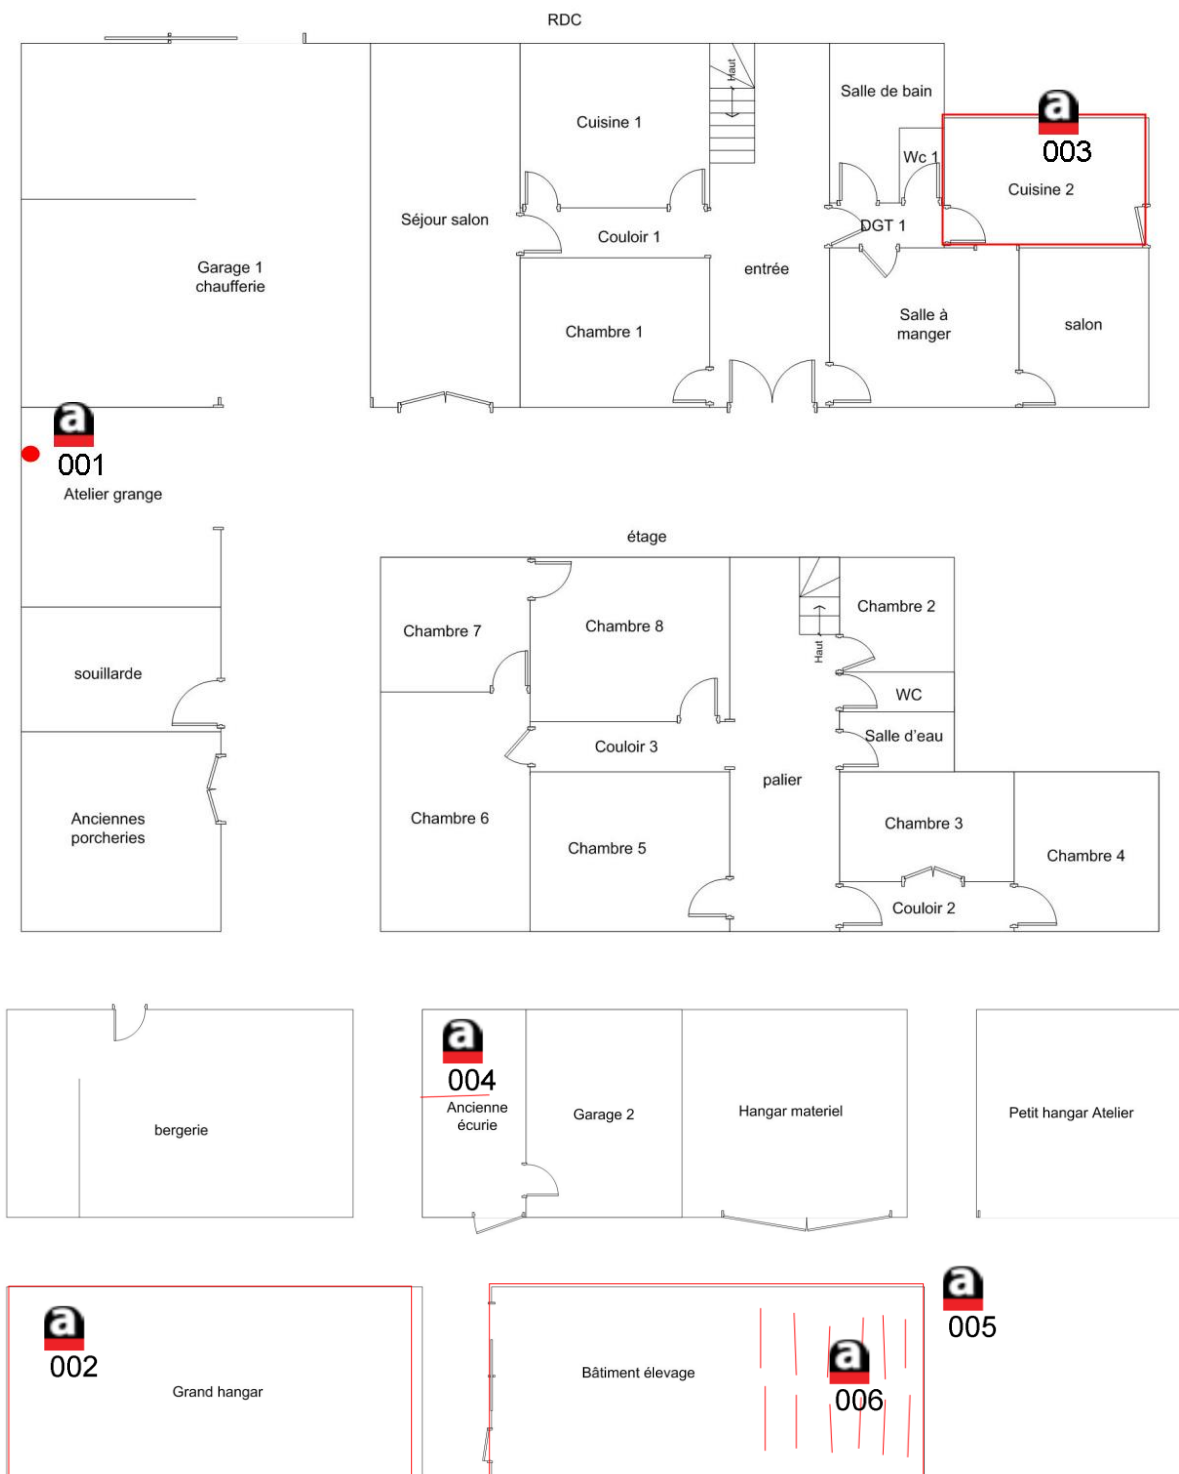 RDC
Haut
Salle de bain
Cuisine 1
a
003
Wc 1
Cuisine 2
Séjour salon
DGT 1
Couloir 1
entrée
Garage 1
chaufferie
Salle à
manger
salon
Chambre 1
a
001
Atelier grange
étage
Chambre 2
Chambre 7
Chambre 8
Haut
souillarde
WC
Salle d'eau
Couloir 3
palier
Anciennes
porcheries
Chambre 6
Chambre 5
Chambre 3
Chambre 4
Couloir 2
a
004
Ancienne
écurie
Garage 2
Hangar materiel
Petit hangar Atelier
bergerie
a
005
a
002
Grand hangar
Bâtiment élevage
a
006